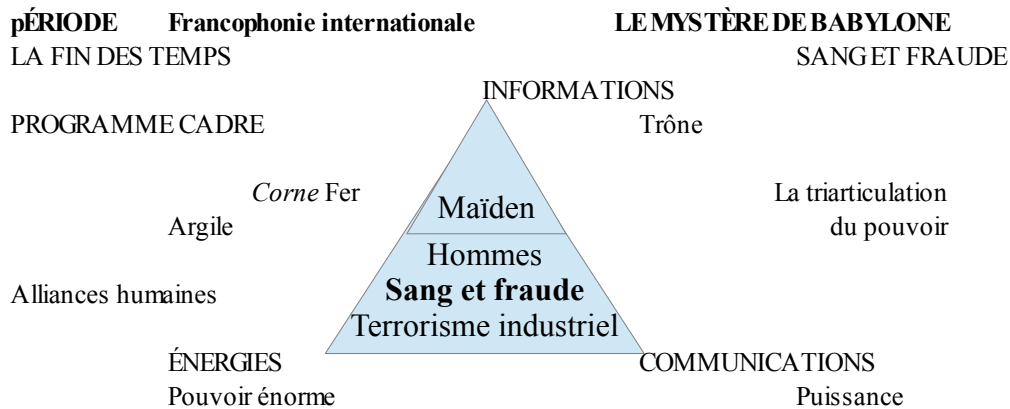 pÉRIODE Francophonie internationale LE MYSTÈRE DE BABYLONE
LA FIN DES TEMPS SANG ET FRAUDE
INFORMATIONS
PROGRAMME CADRE Trône
Corne Fer Maïden La triarticulation
Argile du pouvoir
Hommes
Alliances humaines Sang et fraude
Terrorisme industriel
ÉNERGIES COMMUNICATIONS
Pouvoir énorme Puissance